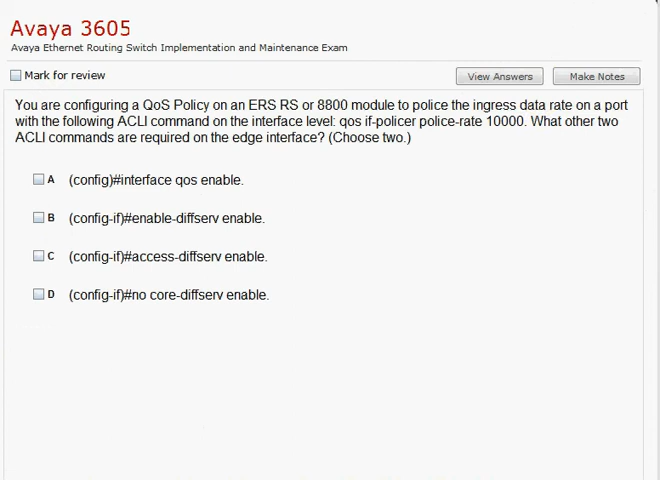 Avaya 3605
Avaya Ethernet Routing Switch Implementation and Maintenance Exam
Mark for review
View Answers
Make Notes
You are configuring a QoS Policy on an ERS RS or 8800 module to police the ingress data rate on a port
with the following ACLI command on the interface level: qos if-policer police-rate 10000. What other two
ACLI commands are required on the edge interface? (Choose two.)
A (config)#interface qos enable.
B (config-if)#enable-diffserv enable.
C (config-if)#access-diffserv enable.
D (config-if)#no core-diffserv enable.